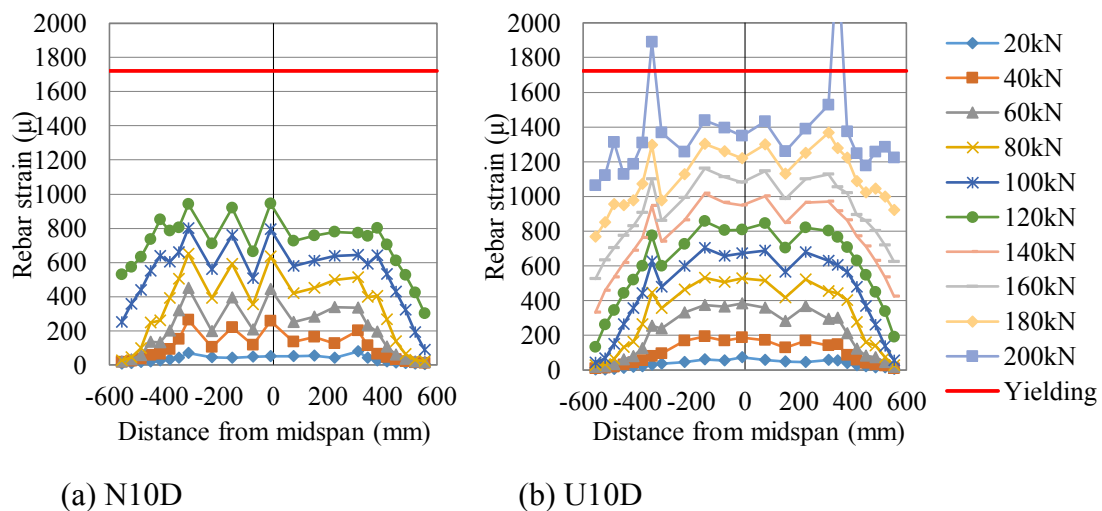 2000
1800
1600
1400
1200
1000
800
600
400
200
0
Rebar strain (μ)
-600 -400 -200 0 200 400 600
Distance from midspan (mm)
(a) N10D
2000
1800
1600
1400
1200
1000
800
600
400
200
0
Rebar strain (μ)
-600 -400 -200 0 200 400 600
Distance from midspan (mm)
(b) U10D
20kN
40kN
60kN
80kN
100kN
120kN
140kN
160kN
180kN
200kN
Yielding